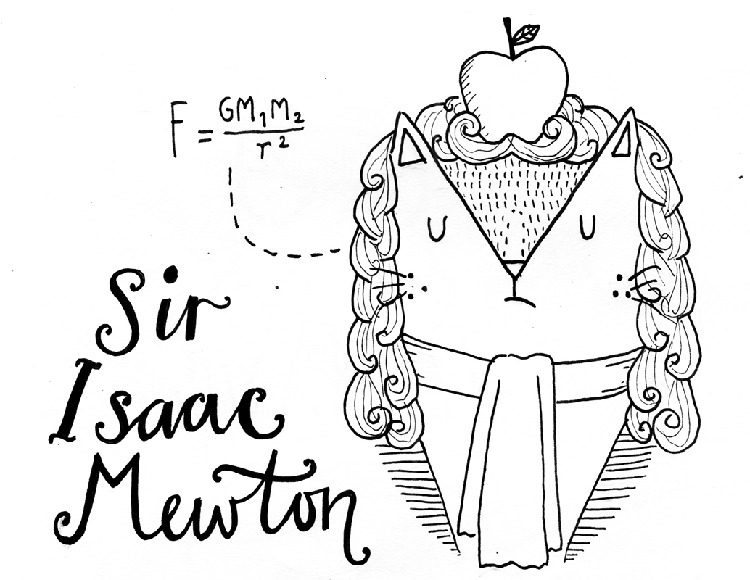 F = GM₁M₂/r²
Sir
Isaac
Mewton